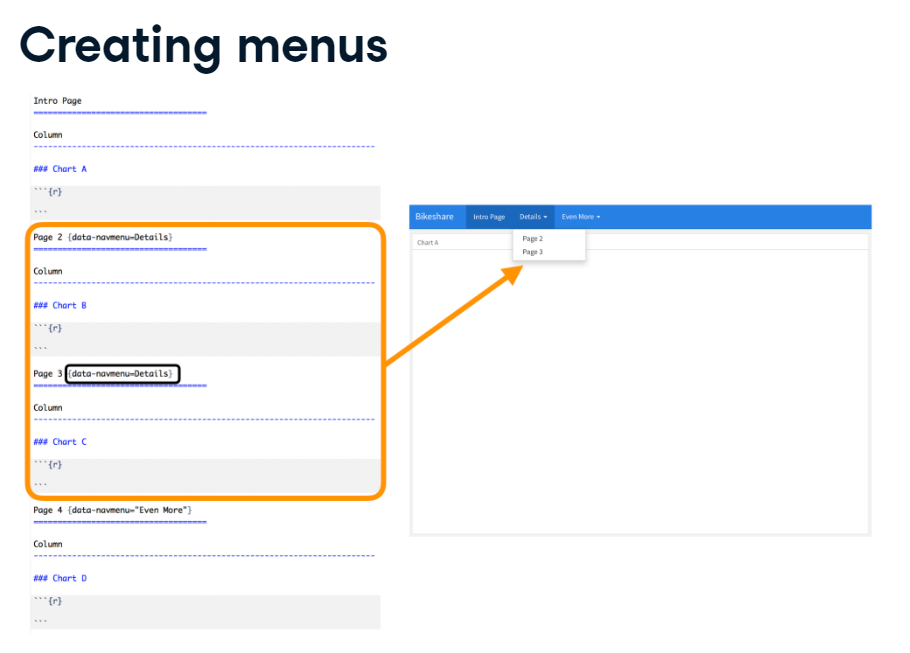 Creating menus
Intro Page
====================================
Column
-----------------------------------------------------------------------
### Chart A
```{r}
```
Page 2 {data-navmenu=Details}
====================================
Column
-----------------------------------------------------------------------
### Chart B
```{r}
```
Page 3 {data-navmenu=Details}
====================================
Column
-----------------------------------------------------------------------
### Chart C
```{r}
```
Page 4 {data-navmenu="Even More"}
====================================
Column
-----------------------------------------------------------------------
### Chart D
```{r}
```
Bikeshare Intro Page Details Even More
Chart A
Page 2
Page 3